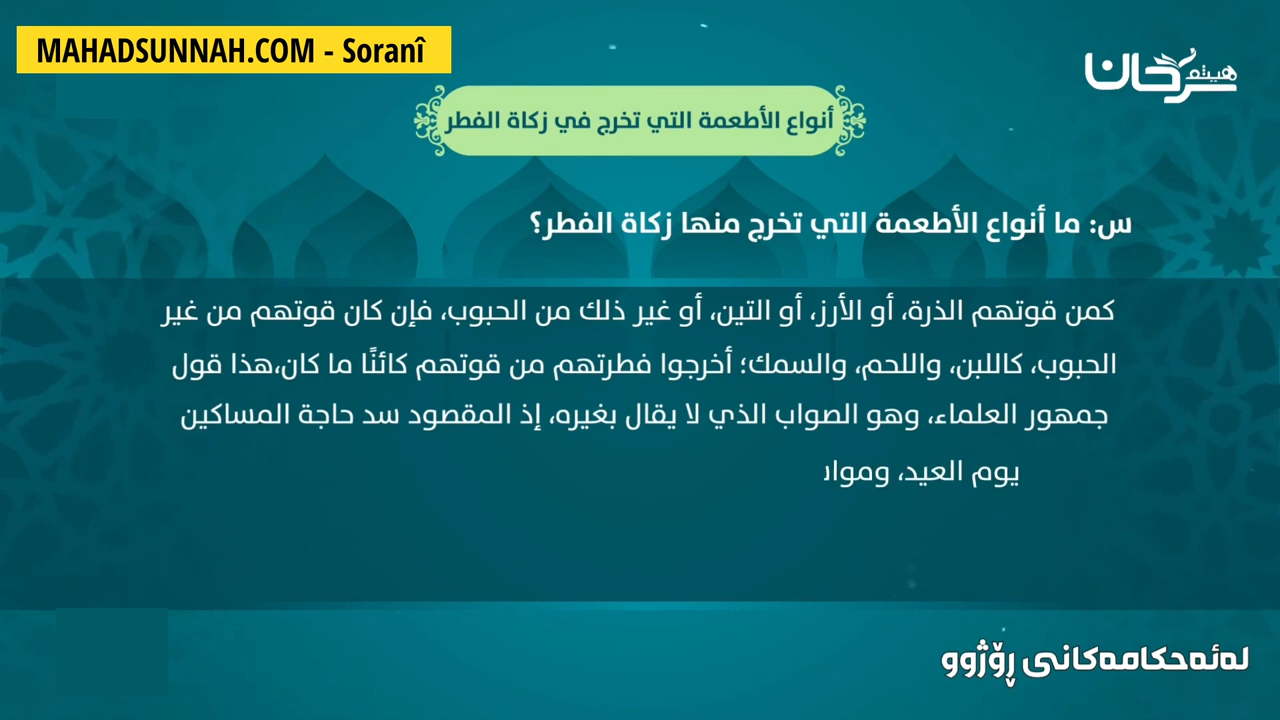 MAHADSUNNAH.COM - Soranî
هيثم سرحان
أنواع الأطعمة التي تخرج في زكاة الفطر
س: ما أنواع الأطعمة التي تخرج منها زكاة الفطر؟
كمن قوتهم الذرة، أو الأرز، أو التين، أو غير ذلك من الحبوب، فإن كان قوتهم من غير
الحبوب، كاللبن، واللحم، والسمك؛ أخرجوا فطرتهم من قوتهم كائنًا ما كان،هذا قول
جمهور العلماء، وهو الصواب الذي لا يقال بغيره، إذ المقصود سد حاجة المساكين
يوم العيد، وموا
لەئەحکامەکانی ڕۆژوو